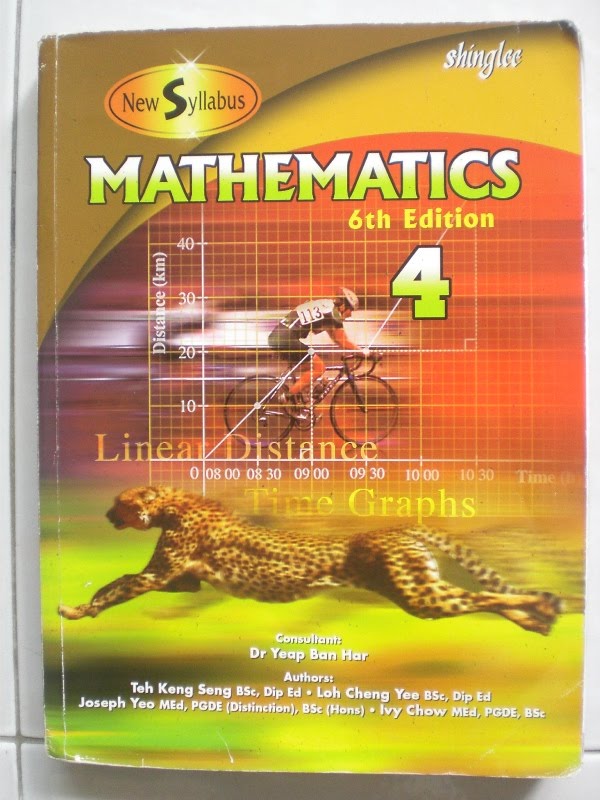 shinglee
New Syllabus
MATHEMATICS
6th Edition
4
Distance (km)
40
30
20
10
0
113
Linear Distance
08 00 08 30 09 00 09 30 10 00 10 30 Time (h
Time Graphs
Consultant:
Dr Yeap Ban Har
Authors:
Teh Keng Seng BSc, Dip Ed • Loh Cheng Yee BSc, Dip Ed
Joseph Yeo MEd, PGDE (Distinction), BSc (Hons) • Ivy Chow MEd, PGDE, BSc